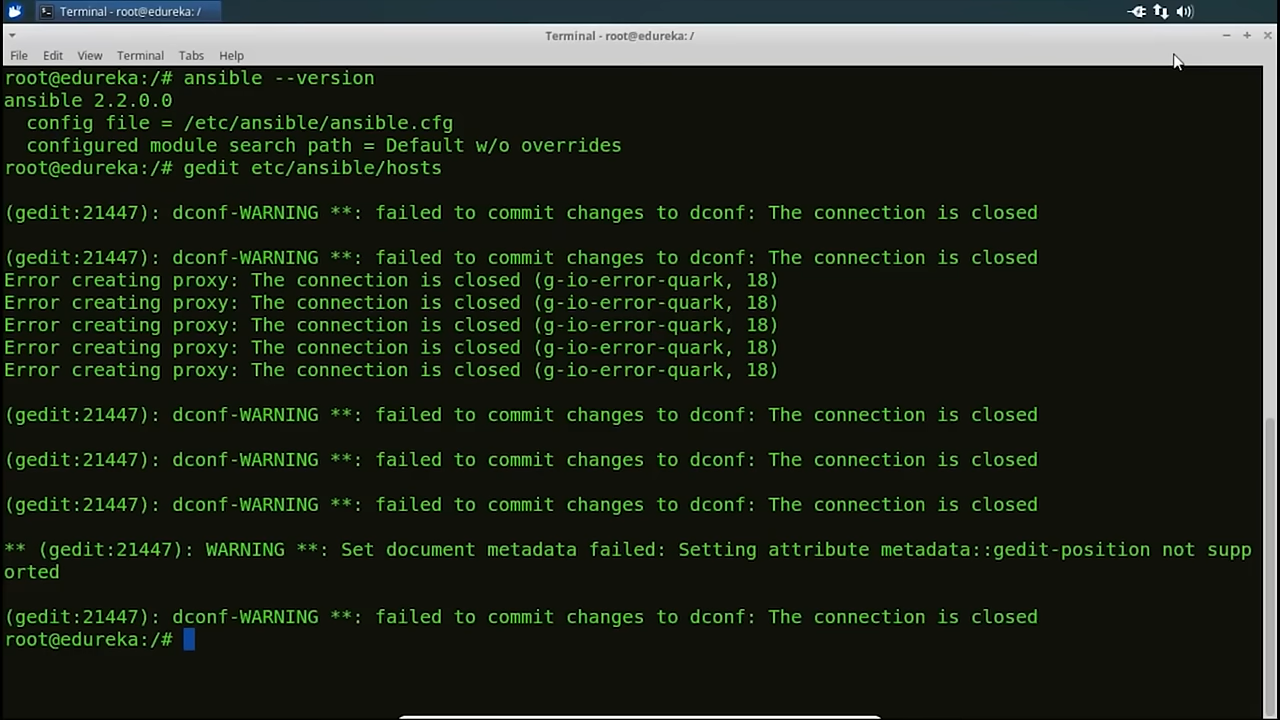 Terminal - root@edureka: /
Terminal - root@edureka: /
File Edit View Terminal Tabs Help
root@edureka:/# ansible --version
ansible 2.2.0.0
  config file = /etc/ansible/ansible.cfg
  configured module search path = Default w/o overrides
root@edureka:/# gedit etc/ansible/hosts

(gedit:21447): dconf-WARNING **: failed to commit changes to dconf: The connection is closed

(gedit:21447): dconf-WARNING **: failed to commit changes to dconf: The connection is closed
Error creating proxy: The connection is closed (g-io-error-quark, 18)
Error creating proxy: The connection is closed (g-io-error-quark, 18)
Error creating proxy: The connection is closed (g-io-error-quark, 18)
Error creating proxy: The connection is closed (g-io-error-quark, 18)
Error creating proxy: The connection is closed (g-io-error-quark, 18)

(gedit:21447): dconf-WARNING **: failed to commit changes to dconf: The connection is closed

(gedit:21447): dconf-WARNING **: failed to commit changes to dconf: The connection is closed

(gedit:21447): dconf-WARNING **: failed to commit changes to dconf: The connection is closed

** (gedit:21447): WARNING **: Set document metadata failed: Setting attribute metadata::gedit-position not supp
orted

(gedit:21447): dconf-WARNING **: failed to commit changes to dconf: The connection is closed
root@edureka:/#